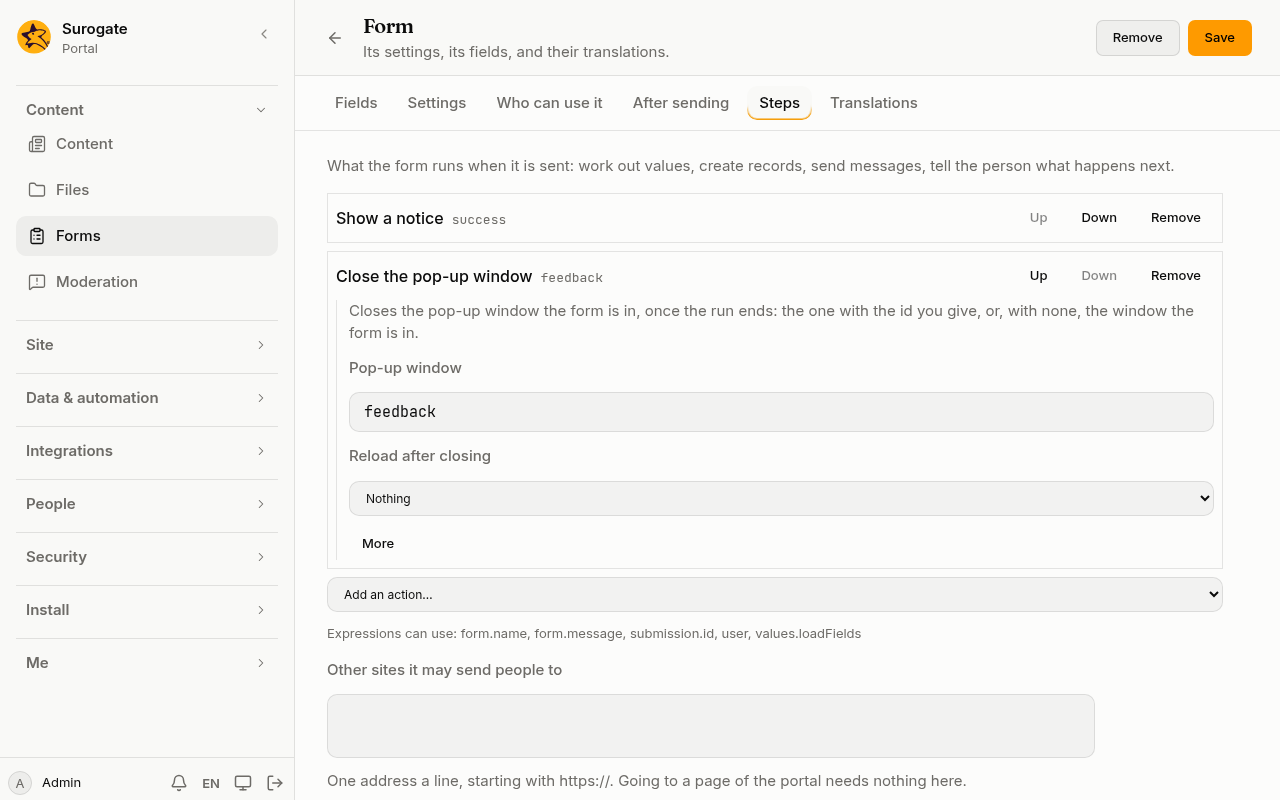 Surogate
Portal
Content
Content
Files
Forms
Moderation
Site
Data & automation
Integrations
People
Security
Install
Me
A
Admin
EN
Form
Its settings, its fields, and their translations.
Remove
Save
Fields
Settings
Who can use it
After sending
Steps
Translations
What the form runs when it is sent: work out values, create records, send messages, tell the person what happens next.
Show a notice success
Up
Down
Remove
Close the pop-up window feedback
Up
Down
Remove
Closes the pop-up window the form is in, once the run ends: the one with the id you give, or, with none, the window the
form is in.
Pop-up window
feedback
Reload after closing
Nothing
More
Add an action...
Expressions can use: form.name, form.message, submission.id, user, values.loadFields
Other sites it may send people to
One address a line, starting with https://. Going to a page of the portal needs nothing here.